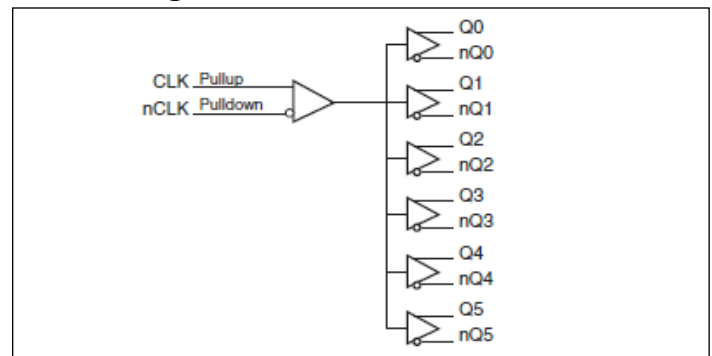 CLK Pullup
nCLK Pulldown
Q0
nQ0
Q1
nQ1
Q2
nQ2
Q3
nQ3
Q4
nQ4
Q5
nQ5